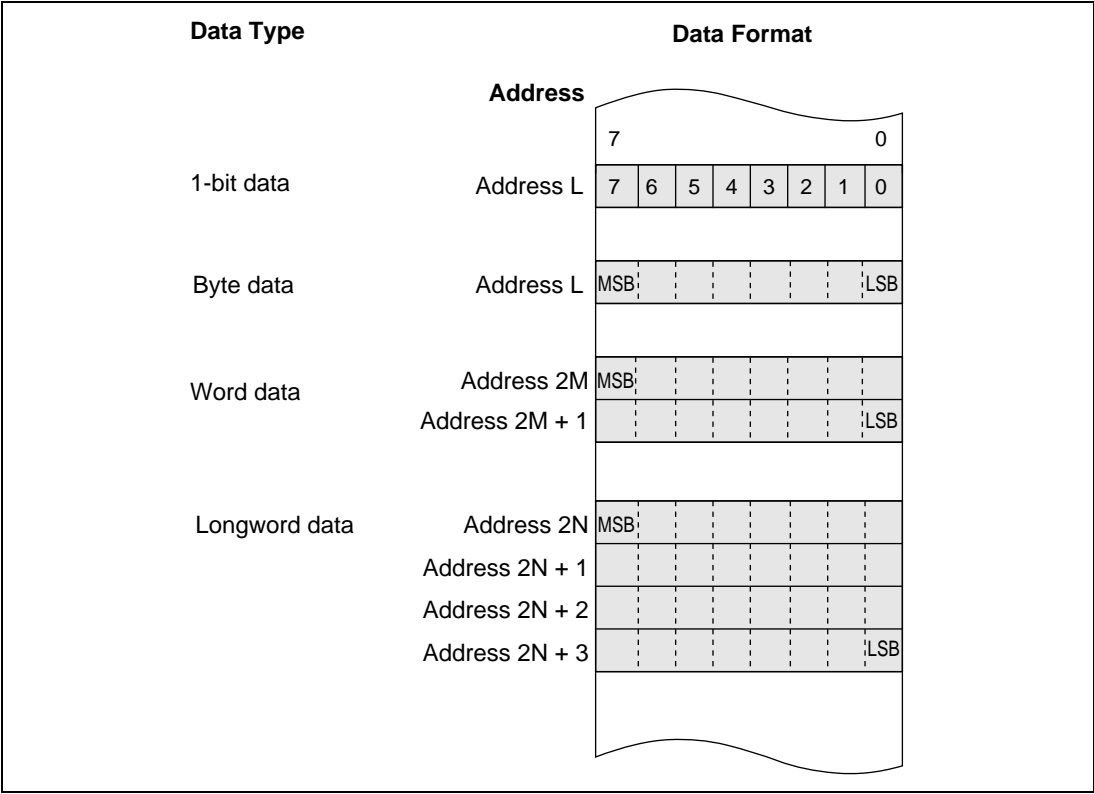 Data Type Data Format
Address
7 0
1-bit data Address L 7 6 5 4 3 2 1 0
Byte data Address L MSB LSB
Word data Address 2M MSB
Address 2M + 1 LSB
Longword data Address 2N MSB
Address 2N + 1
Address 2N + 2
Address 2N + 3 LSB